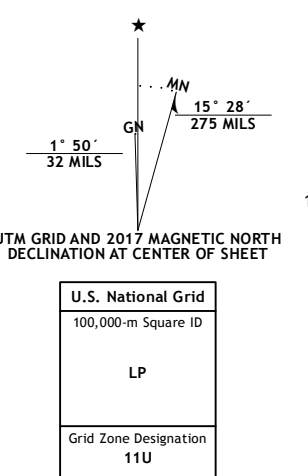 ★
MN
GN
15° 28´
275 MILS
1° 50´
32 MILS
UTM GRID AND 2017 MAGNETIC NORTH
DECLINATION AT CENTER OF SHEET
U.S. National Grid
100,000-m Square ID
LP
Grid Zone Designation
11U